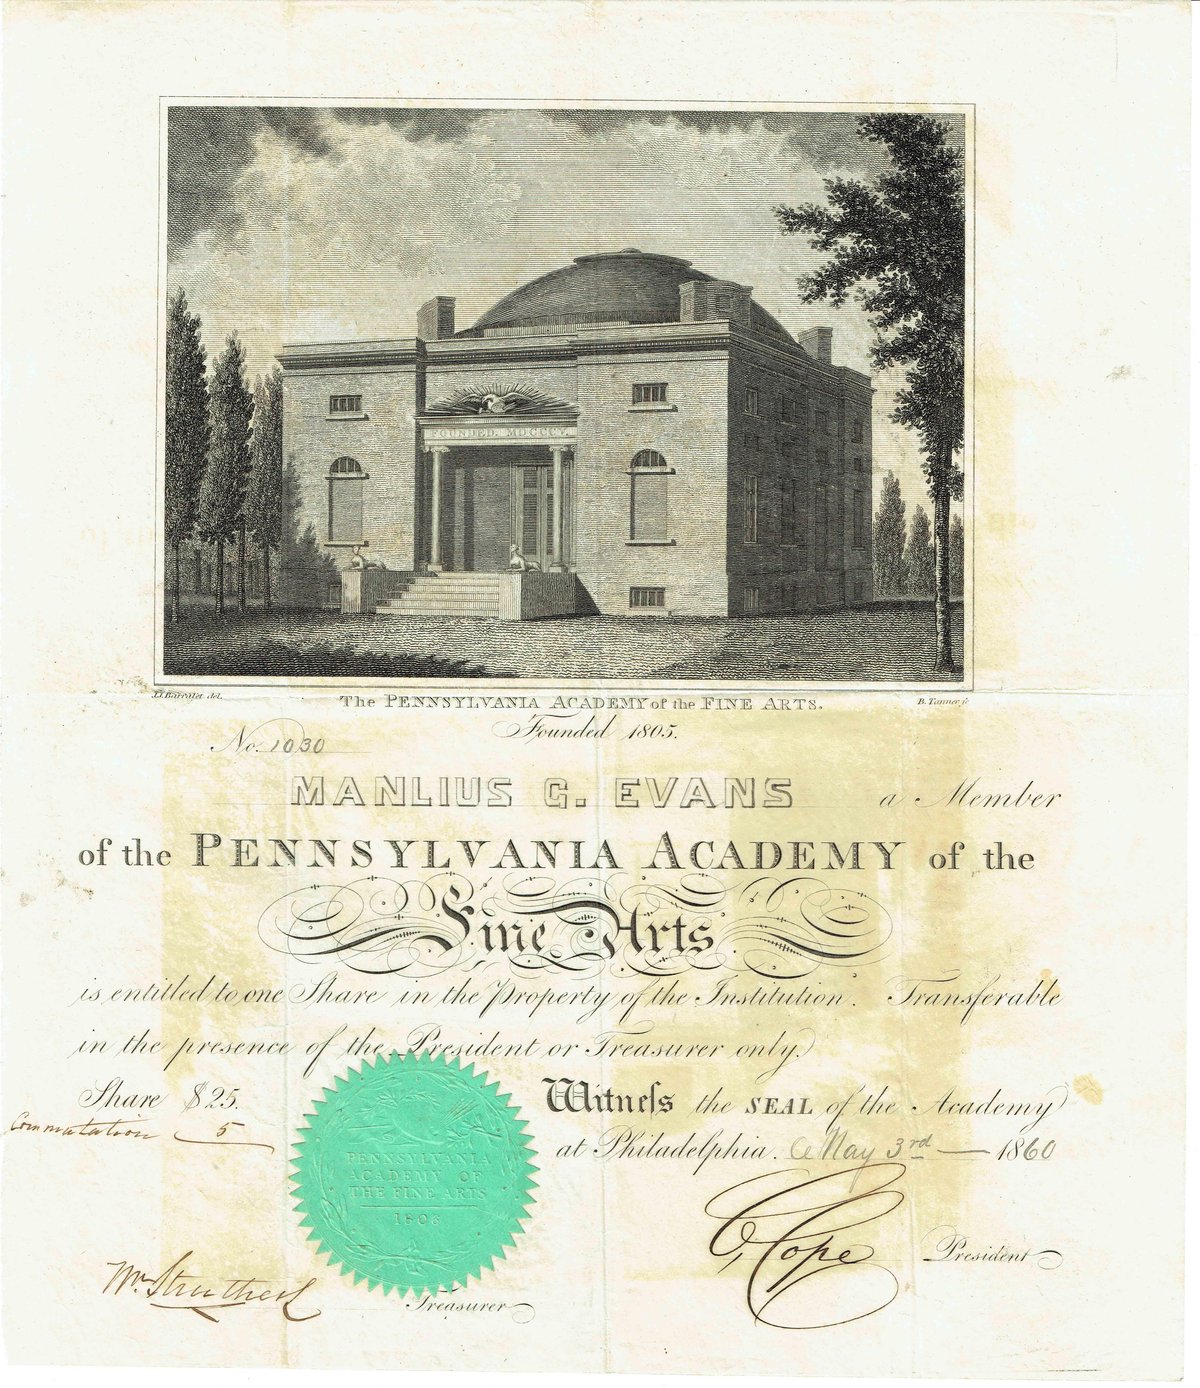 FOUNDED. MDCCCV.
J.J. Barralet del.
B. Tanner fc
The PENNSYLVANIA ACADEMY of the FINE ARTS.
Founded 1805.
No. 1030
MANLIUS G. EVANS a Member
of the PENNSYLVANIA ACADEMY of the
Fine Arts
is entitled to one Share in the Property of the Institution. Transferable
in the presence of the President or Treasurer only.
Share $25.
Commutation 5
Witneſs the SEAL of the Academy
at Philadelphia. May 3rd — 1860
PENNSYLVANIA
ACADEMY OF
THE FINE ARTS
C. Cope President
Wm. Struthers
Treasurer